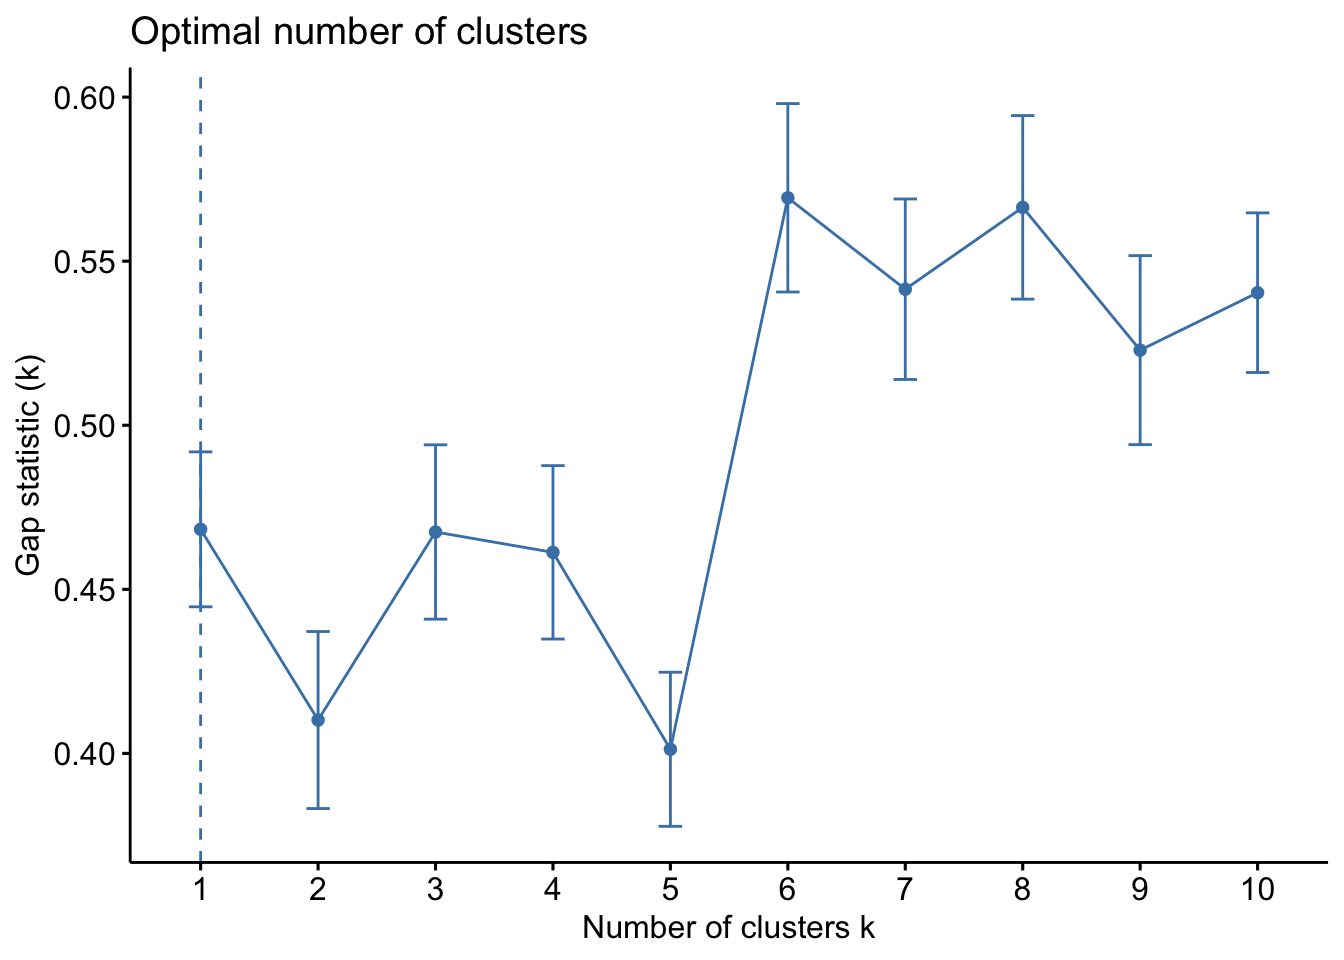 Optimal number of clusters
Gap statistic (k)
0.60
0.55
0.50
0.45
0.40
1 2 3 4 5 6 7 8 9 10
Number of clusters k